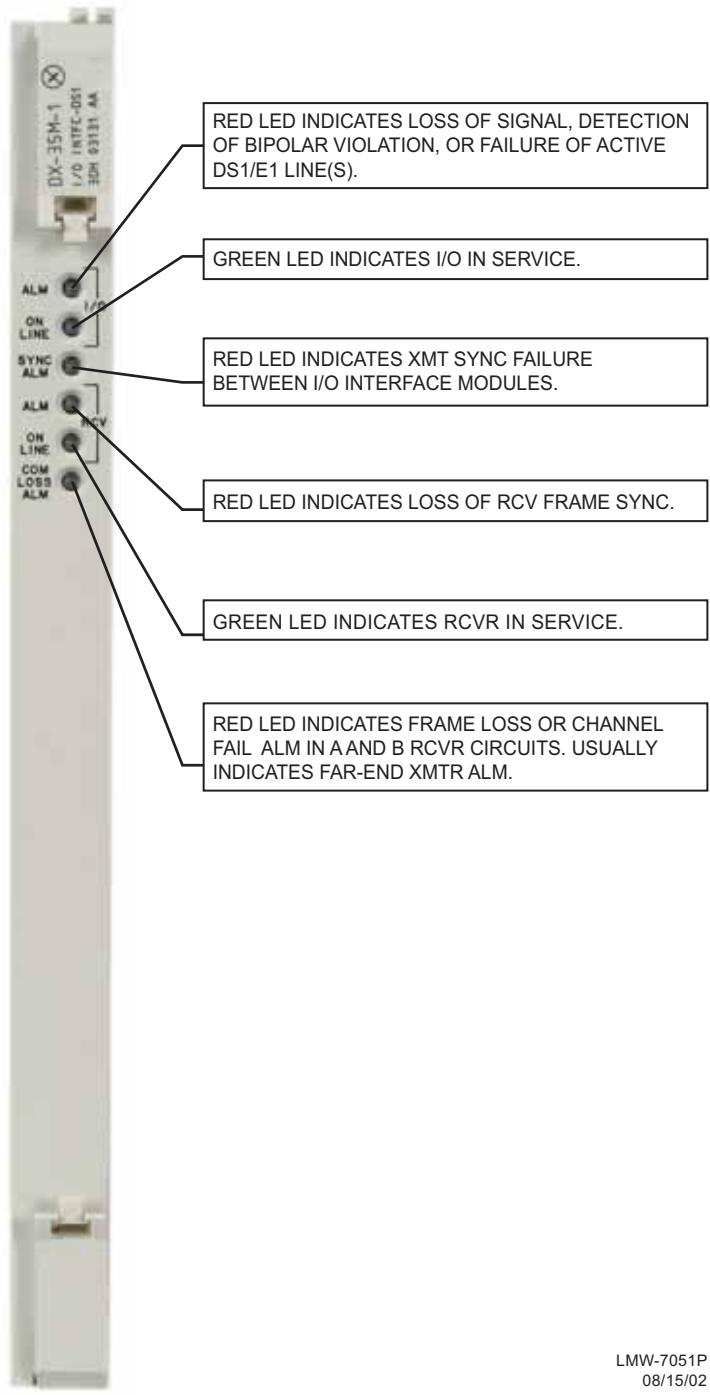 DX-35M-1
I/O INTFC-DS1
3DH 03131 AA
RED LED INDICATES LOSS OF SIGNAL, DETECTION
OF BIPOLAR VIOLATION, OR FAILURE OF ACTIVE
DS1/E1 LINE(S).
GREEN LED INDICATES I/O IN SERVICE.
ALM
I/O
ON
LINE
SYNC
ALM
RED LED INDICATES XMT SYNC FAILURE
BETWEEN I/O INTERFACE MODULES.
ALM
RCV
ON
LINE
COM
LOSS
ALM
RED LED INDICATES LOSS OF RCV FRAME SYNC.
GREEN LED INDICATES RCVR IN SERVICE.
RED LED INDICATES FRAME LOSS OR CHANNEL
FAIL ALM IN A AND B RCVR CIRCUITS. USUALLY
INDICATES FAR-END XMTR ALM.
LMW-7051P
08/15/02